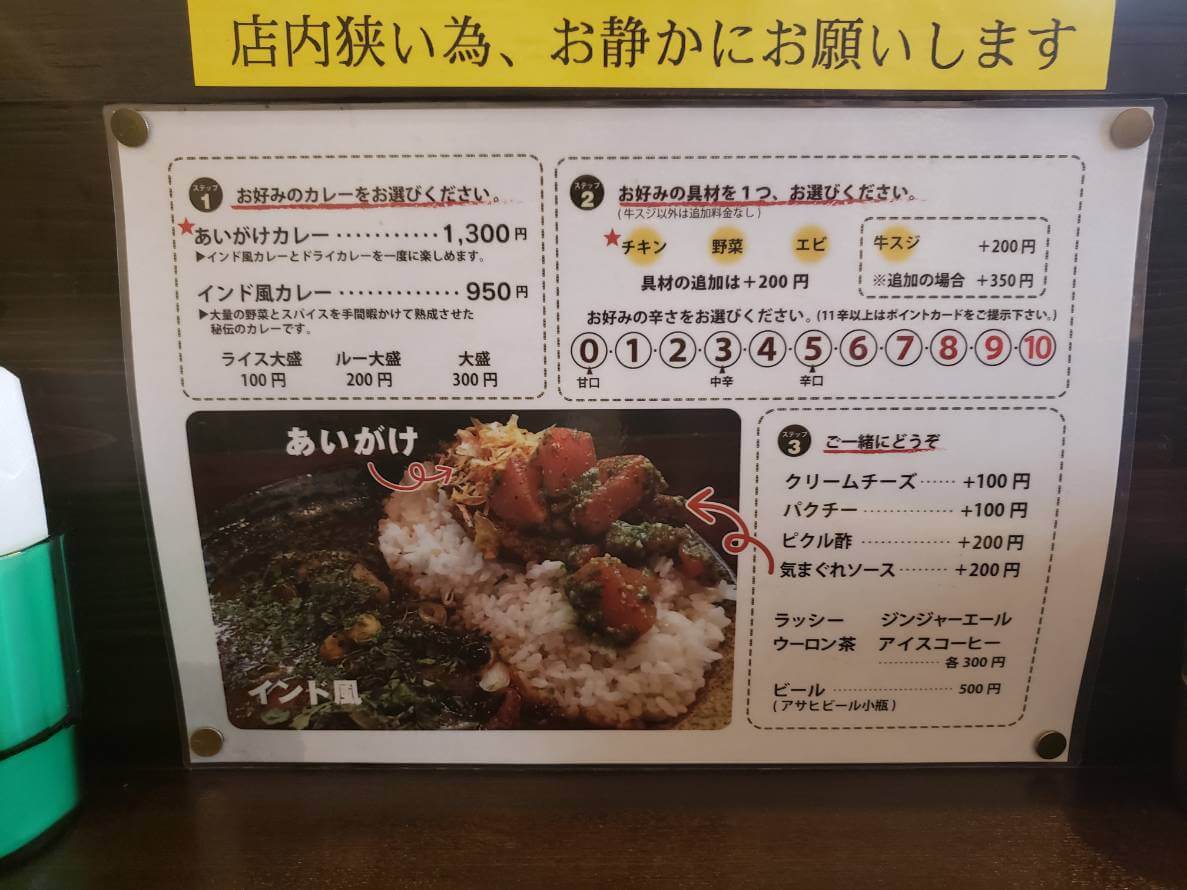 店内狭い為、お静かにお願いします
ステップ1 お好みのカレーをお選びください。
★あいがけカレー ・・・・・・・・・・・ 1,300円
▶インド風カレーとドライカレーを一度に楽しめます。
インド風カレー ・・・・・・・・・・・・・ 950円
▶大量の野菜とスパイスを手間暇かけて熟成させた
秘伝のカレーです。
ライス大盛 ルー大盛 大盛
100円 200円 300円
ステップ2 お好みの具材を1つ、お選びください。
(牛スジ以外は追加料金なし)
★チキン 野菜 エビ
具材の追加は+200円
牛スジ +200円
※追加の場合 +350円
お好みの辛さをお選びください。(11辛以上はポイントカードをご提示下さい。)
0・1・2・3・4・5・6・7・8・9・10
甘口 中辛 辛口
あいがけ
インド風
ステップ3 ご一緒にどうぞ
クリームチーズ …… +100円
パクチー ……………… +100円
ピクル酢 ……………… +200円
気まぐれソース ……… +200円
ラッシー ジンジャーエール
ウーロン茶 アイスコーヒー
…………… 各300円
ビール ……………………… 500円
(アサヒビール小瓶)